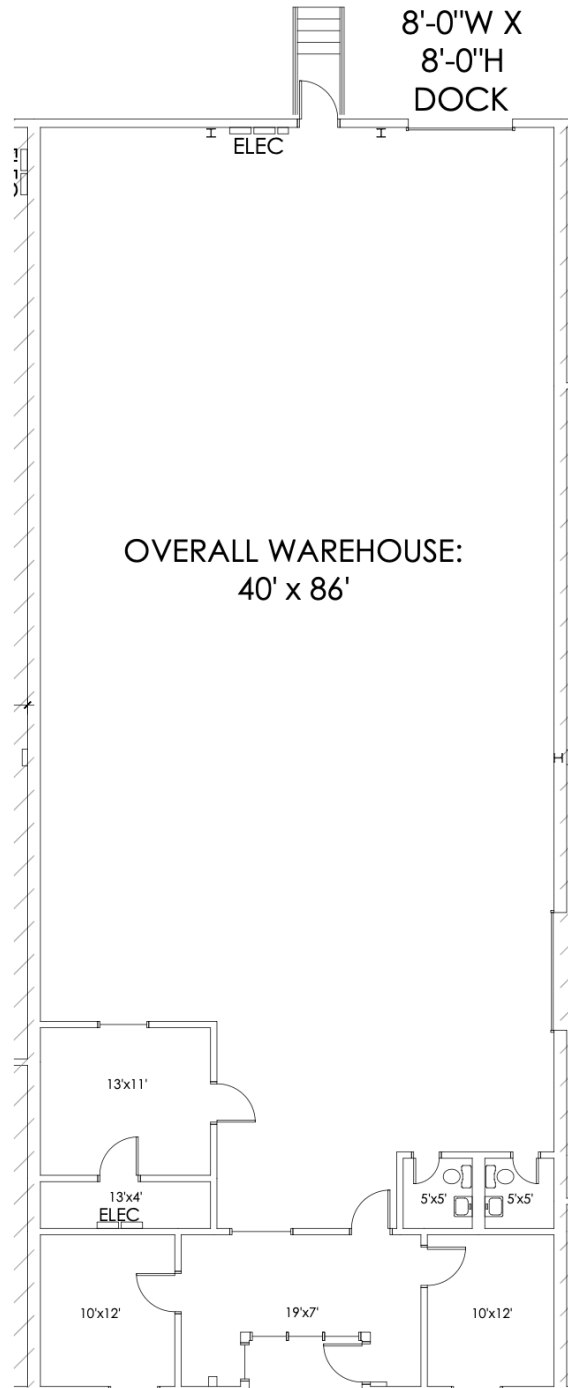 8'-0"W X
8'-0"H
DOCK
ELEC
OVERALL WAREHOUSE:
40' x 86'
13'x11'
13'x4'
ELEC
5'x5'
5'x5'
10'x12'
19'x7'
10'x12'